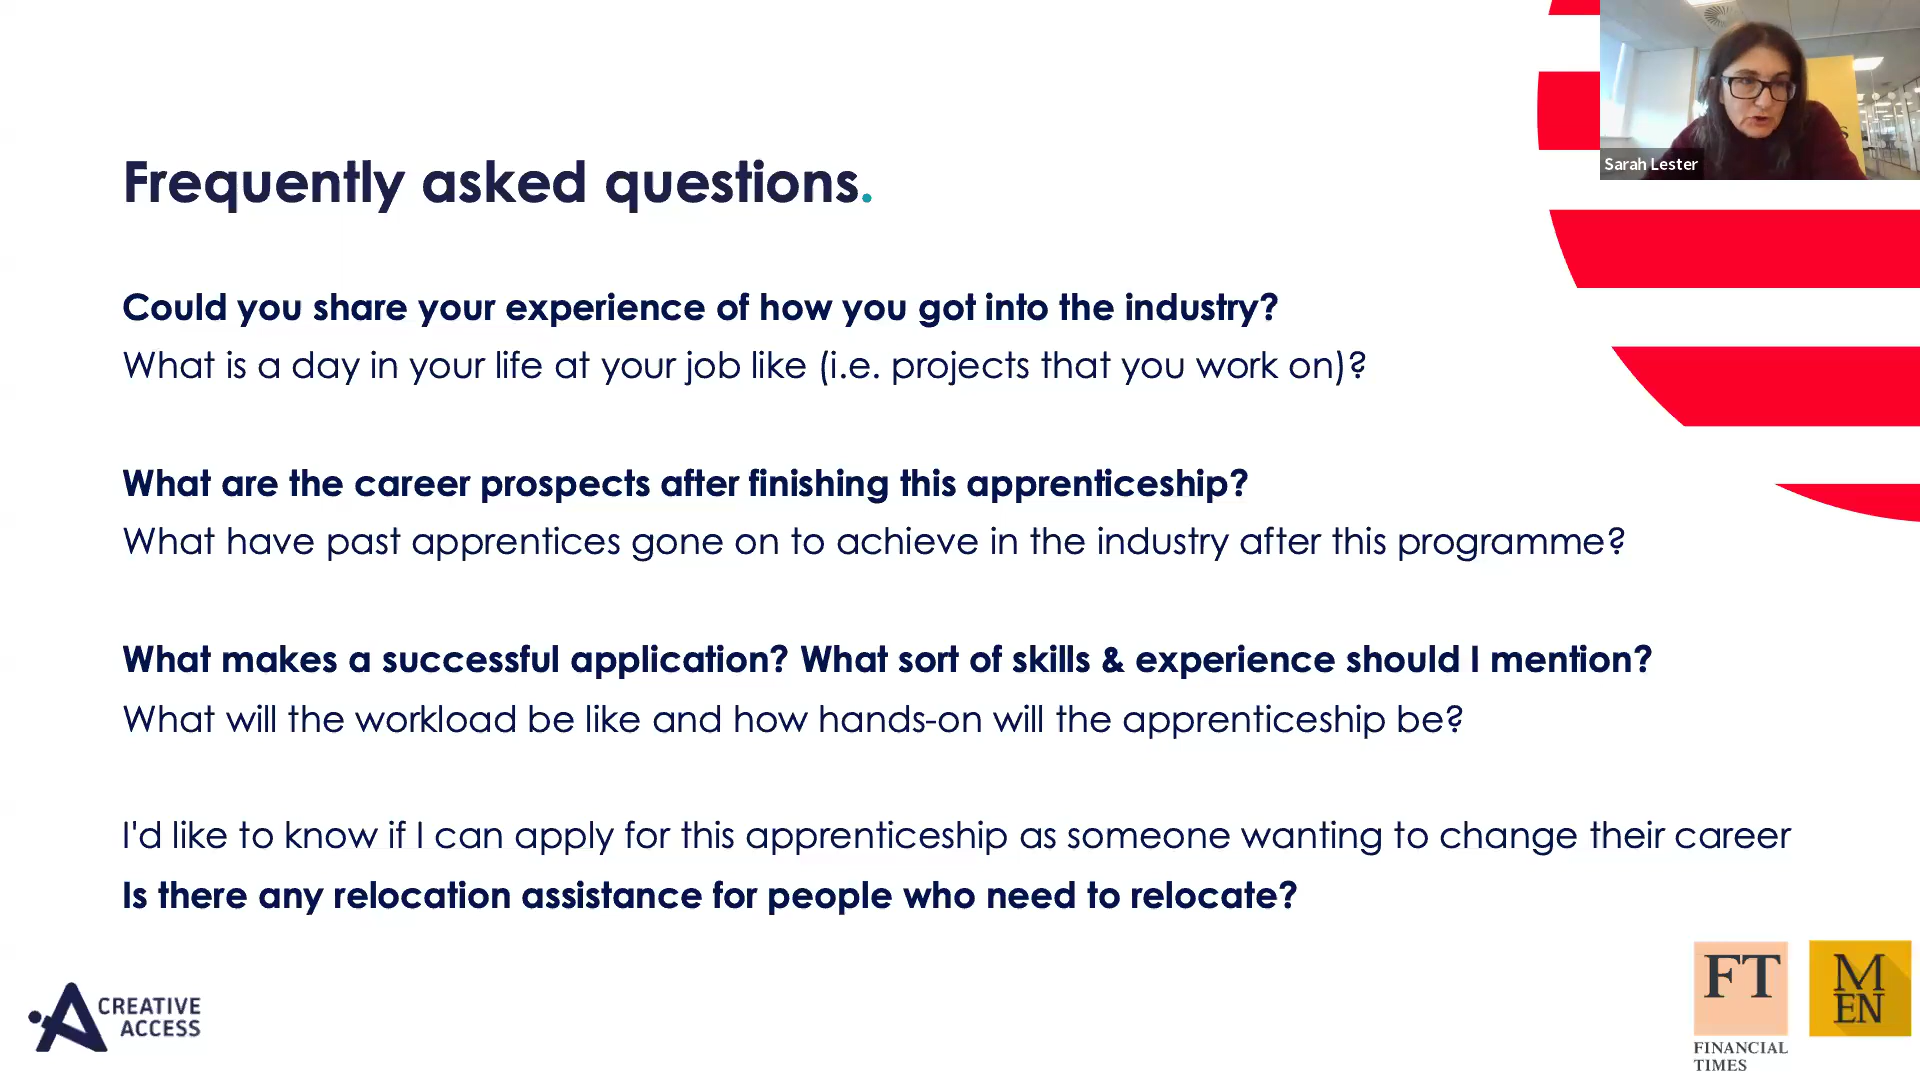 Sarah Lester
Frequently asked questions.
Could you share your experience of how you got into the industry?
What is a day in your life at your job like (i.e. projects that you work on)?
What are the career prospects after finishing this apprenticeship?
What have past apprentices gone on to achieve in the industry after this programme?
What makes a successful application? What sort of skills & experience should I mention?
What will the workload be like and how hands-on will the apprenticeship be?
I'd like to know if I can apply for this apprenticeship as someone wanting to change their career
Is there any relocation assistance for people who need to relocate?
CREATIVE
ACCESS
FT
FINANCIAL
TIMES
M
EN